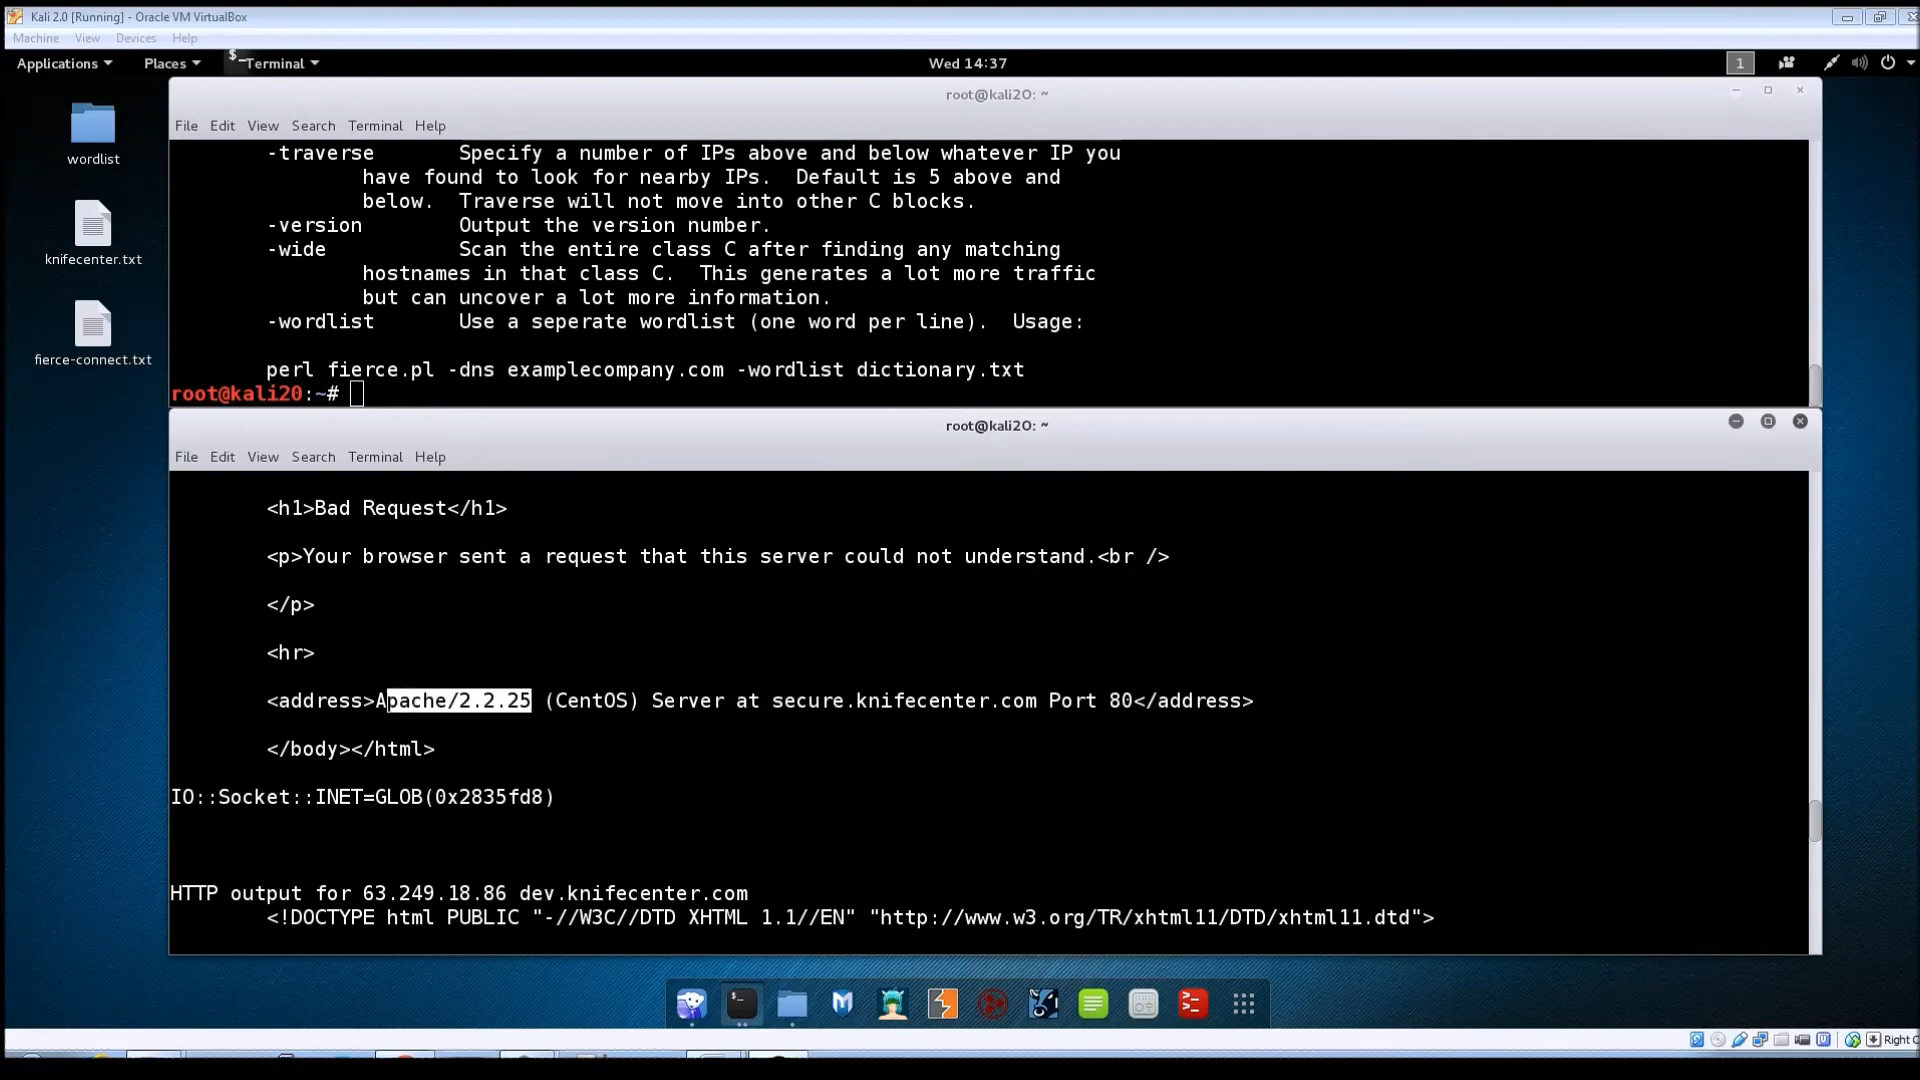 Kali 2.0 [Running] - Oracle VM VirtualBox
Machine View Devices Help
Applications Places Terminal Wed 14:37 1
root@kali20: ~
File Edit View Search Terminal Help
wordlist
knifecenter.txt
fierce-connect.txt
-traverse Specify a number of IPs above and below whatever IP you
have found to look for nearby IPs. Default is 5 above and
below. Traverse will not move into other C blocks.
-version Output the version number.
-wide Scan the entire class C after finding any matching
hostnames in that class C. This generates a lot more traffic
but can uncover a lot more information.
-wordlist Use a seperate wordlist (one word per line). Usage:
perl fierce.pl -dns examplecompany.com -wordlist dictionary.txt
root@kali20:~#
root@kali20: ~
File Edit View Search Terminal Help
<h1>Bad Request</h1>
<p>Your browser sent a request that this server could not understand.<br />
</p>
<hr>
<address>Apache/2.2.25 (CentOS) Server at secure.knifecenter.com Port 80</address>
</body></html>
IO::Socket::INET=GLOB(0x2835fd8)
HTTP output for 63.249.18.86 dev.knifecenter.com
<!DOCTYPE html PUBLIC "-//W3C//DTD XHTML 1.1//EN" "http://www.w3.org/TR/xhtml11/DTD/xhtml11.dtd">
Right C